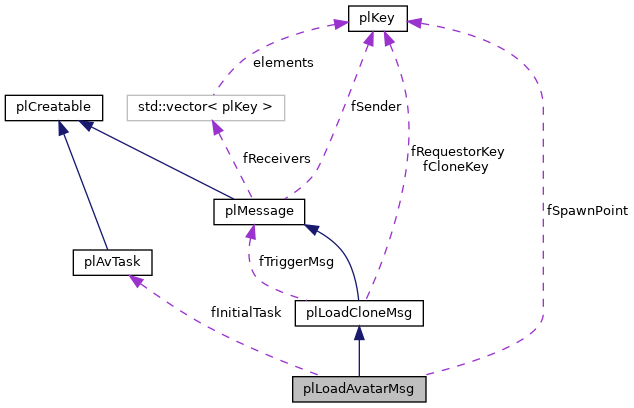 plKey
elements
plCreatable
std::vector< plKey >
fSender
fRequestorKey
fCloneKey
fReceivers
plMessage
fSpawnPoint
plAvTask
fTriggerMsg
fInitialTask
plLoadCloneMsg
plLoadAvatarMsg